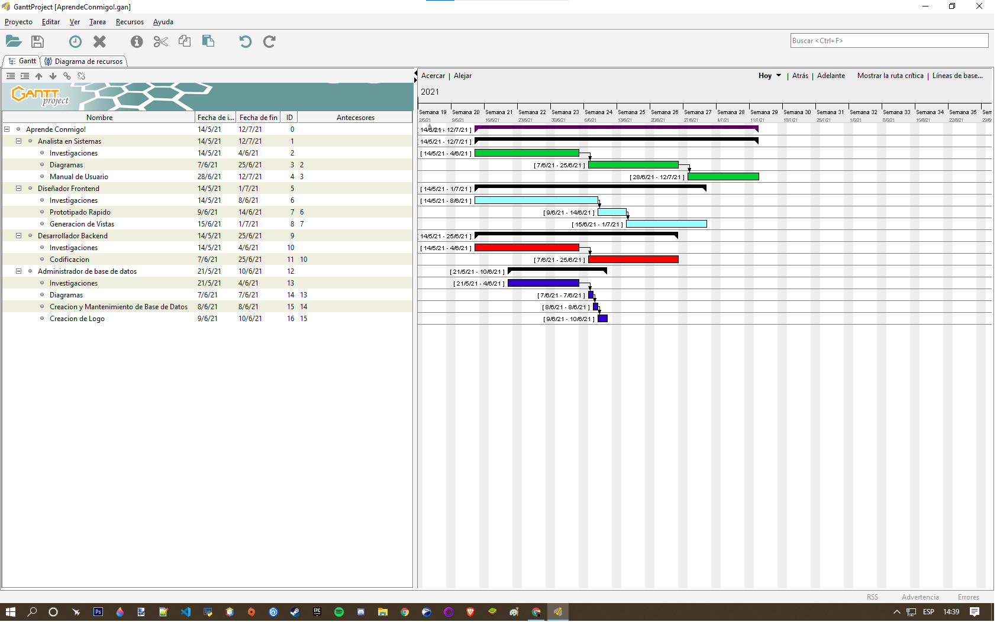 GanttProject [AprendeConmigo!.gan]
Proyecto Editar Ver Tarea Recursos Ayuda
Buscar <Ctrl+F>
Gantt Diagrama de recursos
Acercar | Alejar Hoy | Atrás | Adelante Mostrar la ruta crítica | Líneas de base...
GANTT project
2021
Semana 19 Semana 20 Semana 21 Semana 22 Semana 23 Semana 24 Semana 25 Semana 26 Semana 27 Semana 28 Semana 29 Semana 30 Semana 31 Semana 32 Semana 33 Semana 34 Semana 35 Sem
2/5/21 9/5/21 16/5/21 23/5/21 30/5/21 6/6/21 13/6/21 20/6/21 27/6/21 4/7/21 11/7/21 18/7/21 25/7/21 1/8/21 8/8/21 15/8/21 22/8/21 29/8/
Nombre Fecha de i... Fecha de fin ID Antecesores
Aprende Conmigo! 14/5/21 12/7/21 0 [ 14/5/21 - 12/7/21 ]
Analista en Sistemas 14/5/21 12/7/21 1 [ 14/5/21 - 12/7/21 ]
Investigaciones 14/5/21 4/6/21 2 [ 14/5/21 - 4/6/21 ]
Diagramas 7/6/21 25/6/21 3 2 [ 7/6/21 - 25/6/21 ]
Manual de Usuario 28/6/21 12/7/21 4 3 [ 28/6/21 - 12/7/21 ]
Diseñador Frontend 14/5/21 1/7/21 5 [ 14/5/21 - 1/7/21 ]
Investigaciones 14/5/21 8/6/21 6 [ 14/5/21 - 8/6/21 ]
Prototipado Rapido 9/6/21 14/6/21 7 6 [ 9/6/21 - 14/6/21 ]
Generacion de Vistas 15/6/21 1/7/21 8 7 [ 15/6/21 - 1/7/21 ]
Desarrollador Backend 14/5/21 25/6/21 9 [ 14/5/21 - 25/6/21 ]
Investigaciones 14/5/21 4/6/21 10 [ 14/5/21 - 4/6/21 ]
Codificacion 7/6/21 25/6/21 11 10 [ 7/6/21 - 25/6/21 ]
Administrador de base de datos 21/5/21 10/6/21 12 [ 21/5/21 - 10/6/21 ]
Investigaciones 21/5/21 4/6/21 13 [ 21/5/21 - 4/6/21 ]
Diagramas 7/6/21 7/6/21 14 13 [ 7/6/21 - 7/6/21 ]
Creacion y Mantenimiento de Base de Datos 8/6/21 8/6/21 15 14 [ 8/6/21 - 8/6/21 ]
Creacion de Logo 9/6/21 10/6/21 16 15 [ 9/6/21 - 10/6/21 ]
RSS Advertencia Errores
Ps EPIC ESP 14:39